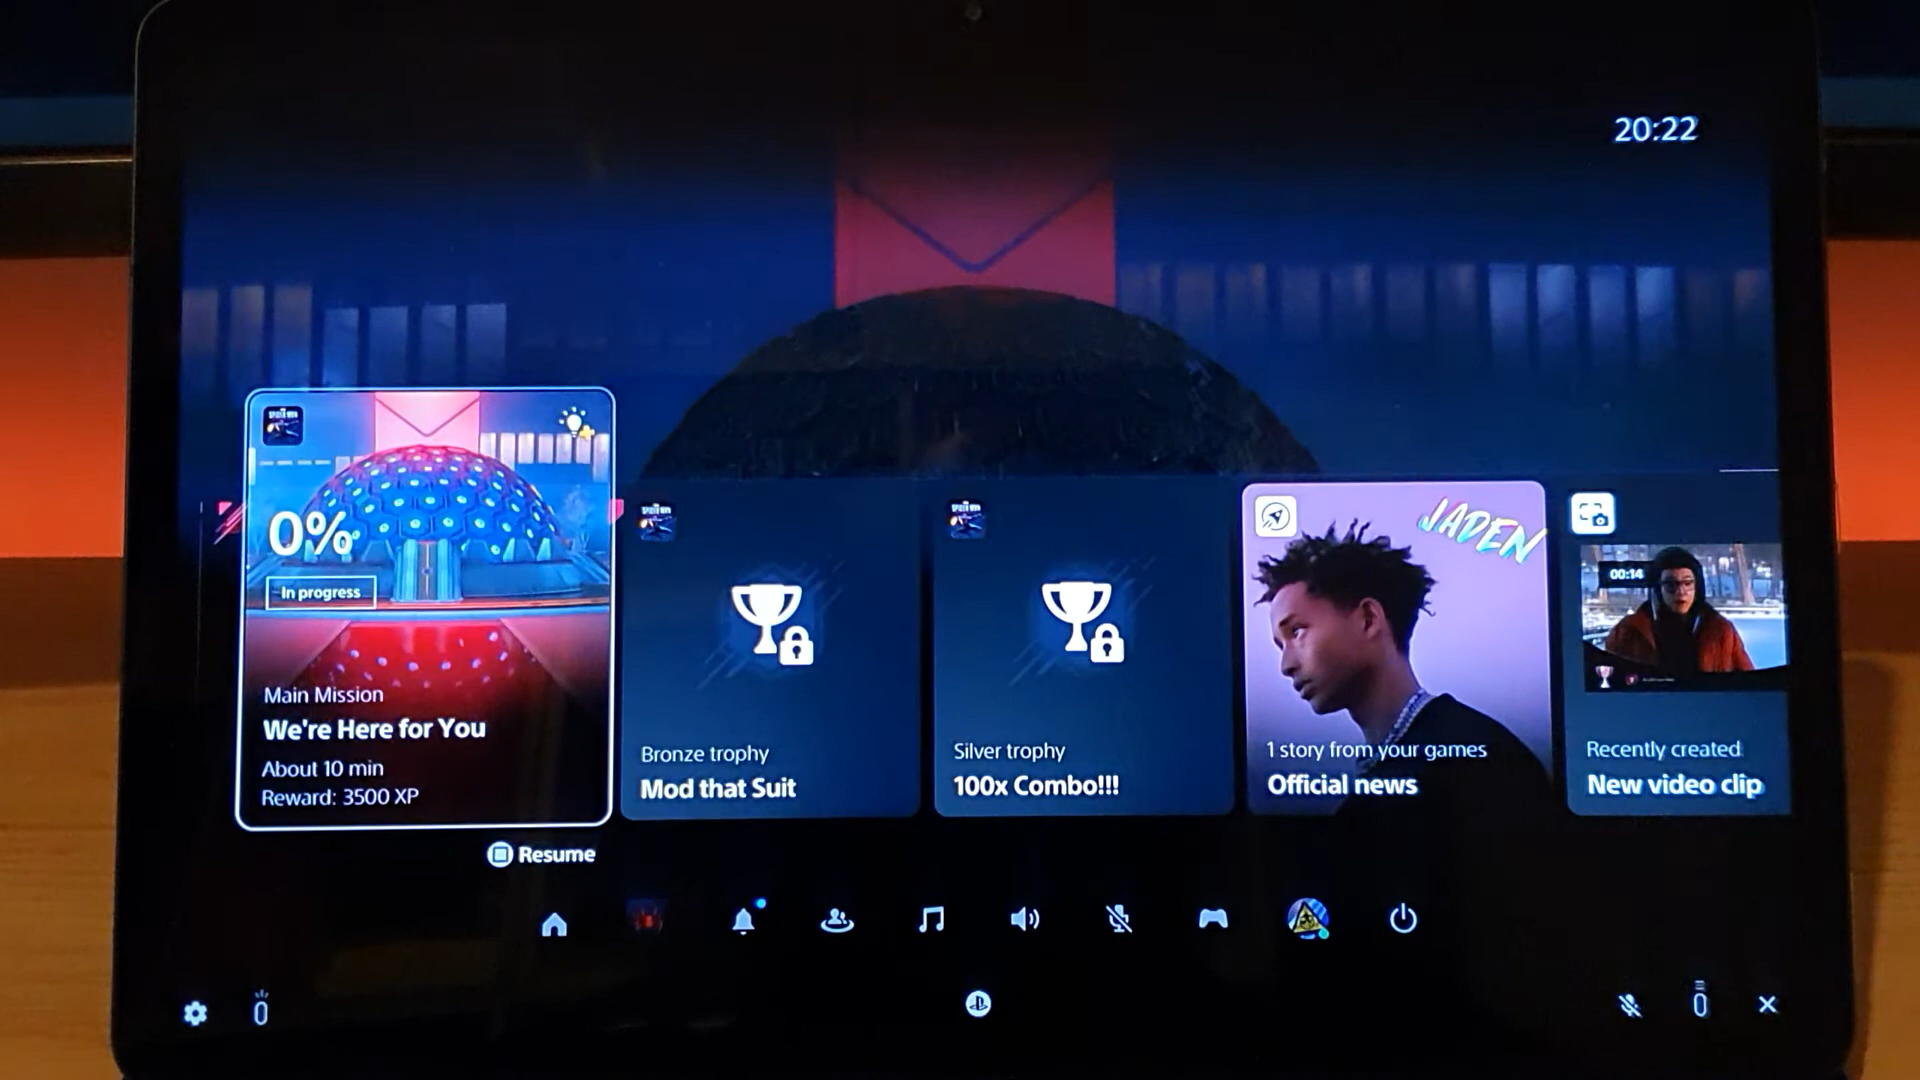 20:22
0%
In progress
Main Mission
We're Here for You
About 10 min
Reward: 3500 XP
Resume
Bronze trophy
Mod that Suit
Silver trophy
100x Combo!!!
JADEN
1 story from your games
Official news
00:14
Recently created
New video clip